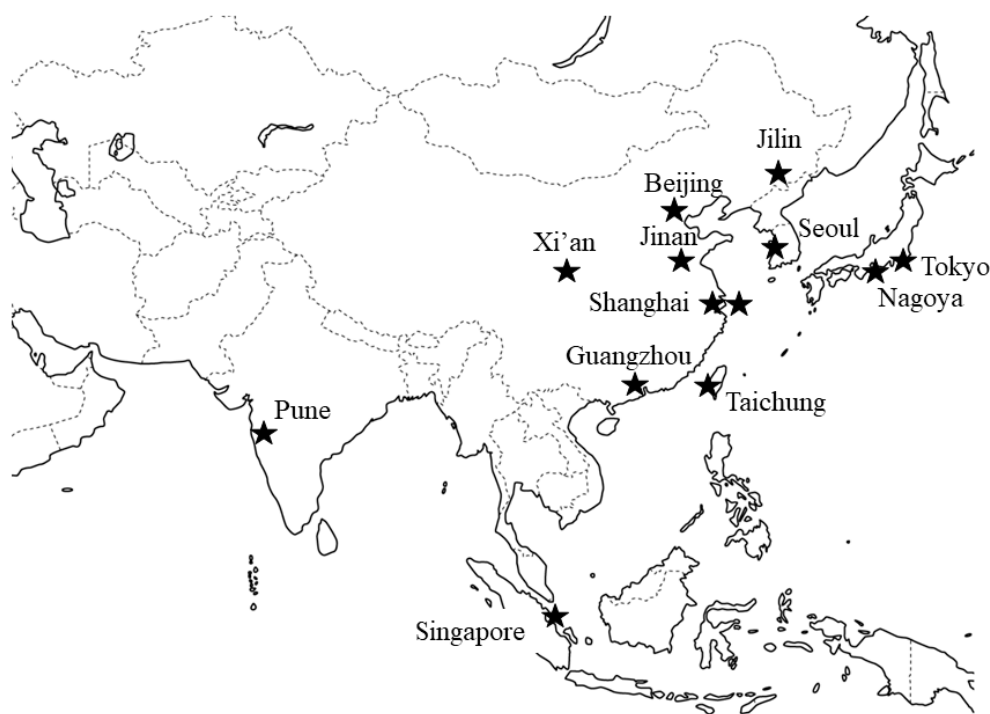 Jilin
Beijing
Seoul
Jinan
Xi’an
Tokyo
Nagoya
Shanghai
Guangzhou
Taichung
Pune
Singapore